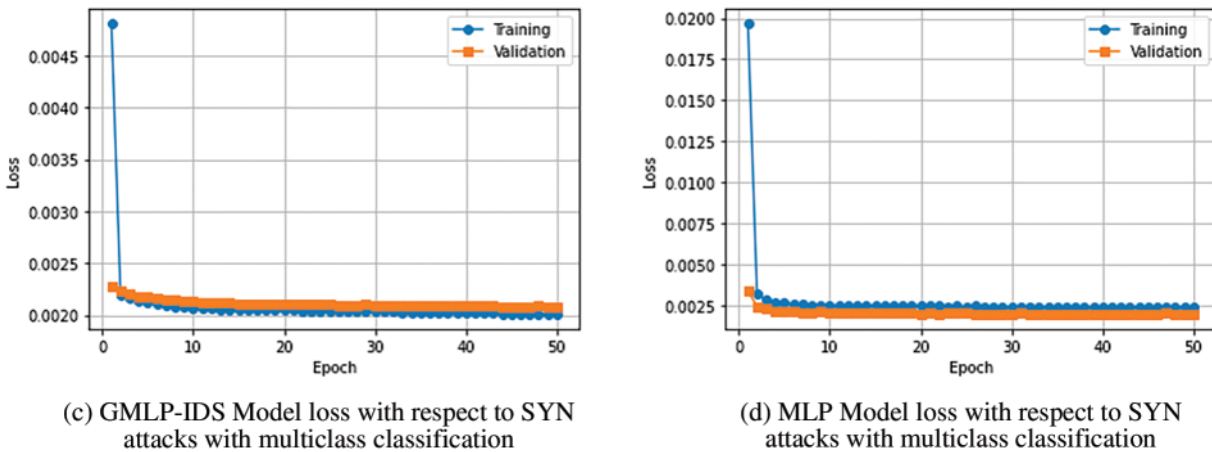 Training
Validation
0.0045
0.0040
0.0035
0.0030
0.0025
0.0020
Loss
0 10 20 30 40 50
Epoch
(c) GMLP-IDS Model loss with respect to SYN
attacks with multiclass classification
Training
Validation
0.0200
0.0175
0.0150
0.0125
0.0100
0.0075
0.0050
0.0025
Loss
0 10 20 30 40 50
Epoch
(d) MLP Model loss with respect to SYN
attacks with multiclass classification